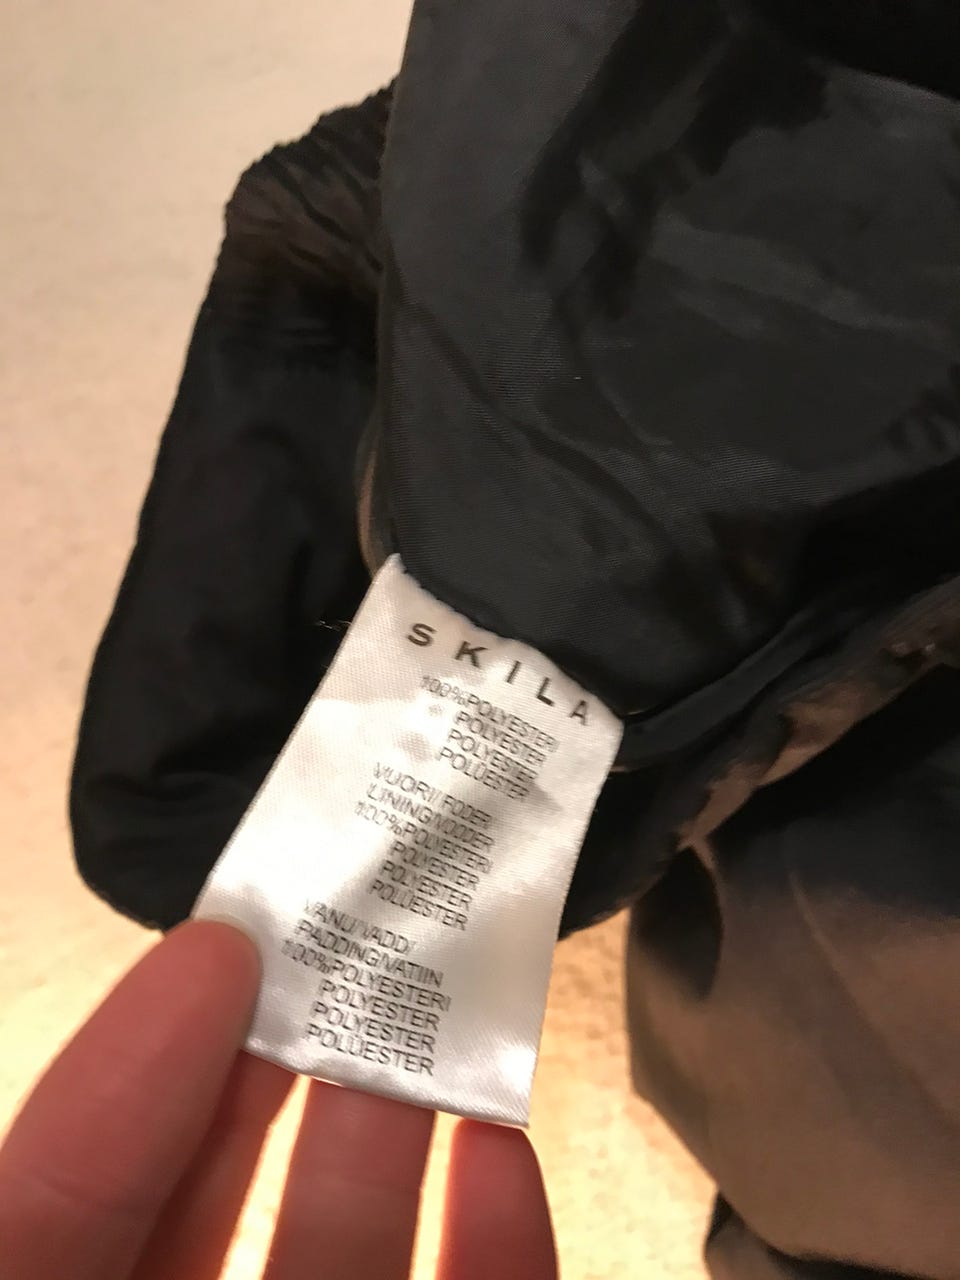 SKILA
100%POLYESTERI
POLYESTER
POLYESTER
POLÜESTER
VUORI/FODER
LINING/VOODER
100%POLYESTERI
POLYESTER
POLYESTER
POLÜESTER
VANU/VADD/
PADDING/VATIIN
100%POLYESTERI
POLYESTER
POLYESTER
POLÜESTER